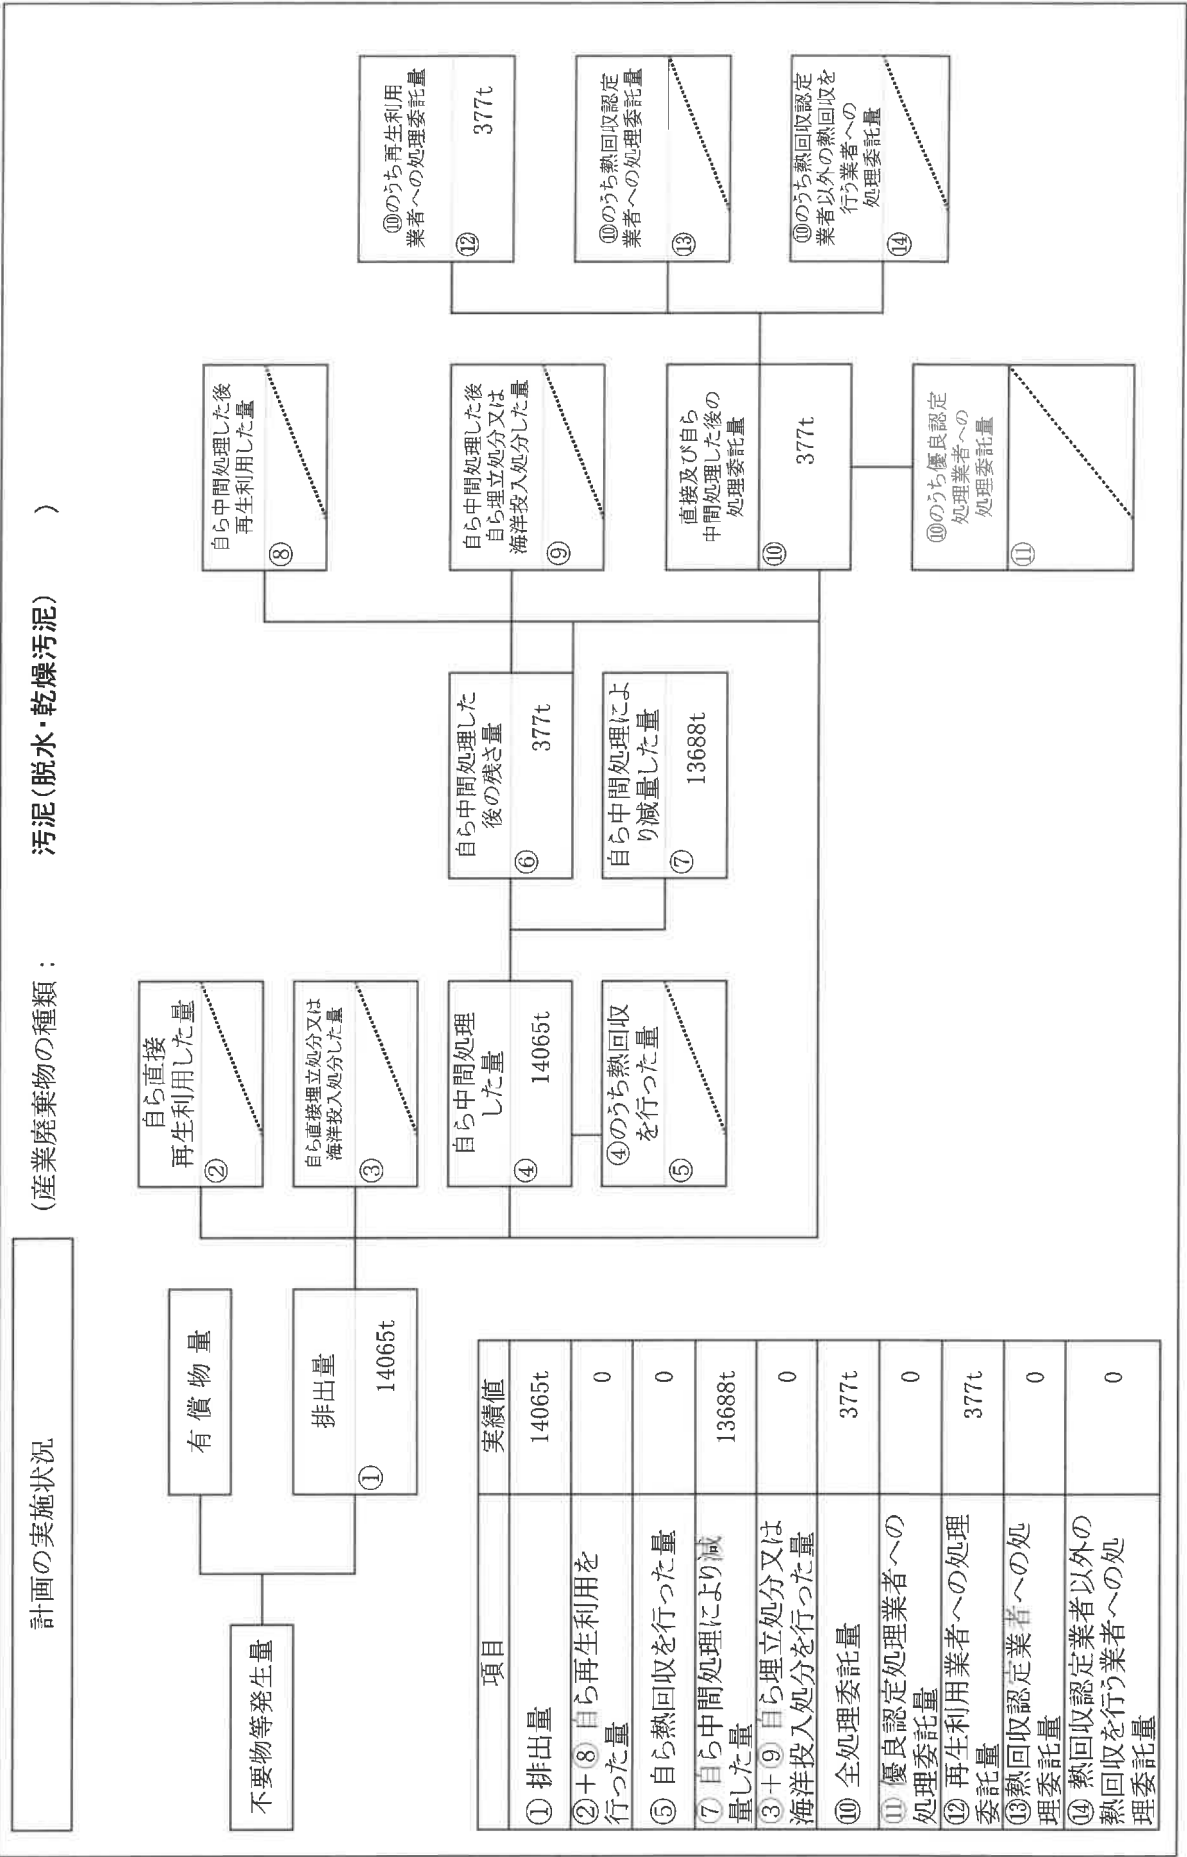 計画の実施状況
(産業廃棄物の種類： 汚泥(脱水・乾燥汚泥) )
不要物等発生量
有償物量
排出量
① 14065t
自ら直接
再生利用した量
②
自ら直接埋立処分又は
海洋投入処分した量
③
自ら中間処理
した量
④ 14065t
④のうち熱回収
を行った量
⑤
自ら中間処理した
後の残さ量
⑥ 377t
自ら中間処理によ
り減量した量
⑦ 13688t
自ら中間処理した後
再生利用した量
⑧
自ら中間処理した後
自ら埋立処分又は
海洋投入処分した量
⑨
直接及び自ら
中間処理した後の
処理委託量
⑩ 377t
⑩のうち優良認定
処理業者への
処理委託量
⑪
⑩のうち再生利用
業者への処理委託量
⑫ 377t
⑩のうち熱回収認定
業者への処理委託量
⑬
⑩のうち熱回収認定
業者以外の熱回収を
行う業者への
処理委託量
⑭
項目 実績値
① 排出量 14065t
②＋⑧ 自ら再生利用を
行った量 0
⑤ 自ら熱回収を行った量 0
⑦ 自ら中間処理により減
量した量 13688t
③＋⑨ 自ら埋立処分又は
海洋投入処分を行った量 0
⑩ 全処理委託量 377t
⑪ 優良認定処理業者への
処理委託量 0
⑫ 再生利用業者への処理
委託量 377t
⑬熱回収認定業者への処
理委託量 0
⑭ 熱回収認定業者以外の
熱回収を行う業者への処
理委託量 0